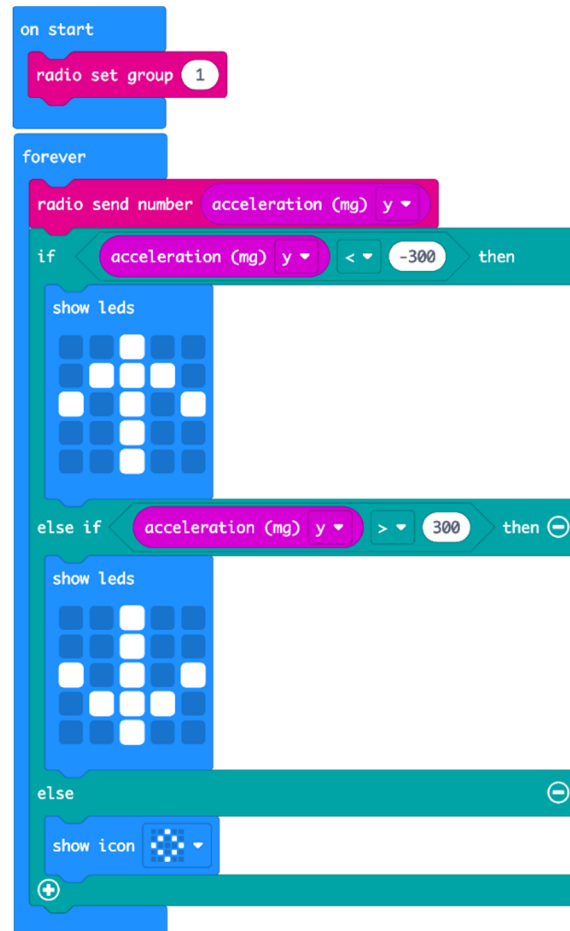 on start
radio set group 1
forever
radio send number acceleration (mg) y
if acceleration (mg) y < -300 then
show leds
else if acceleration (mg) y > 300 then
show leds
else
show icon